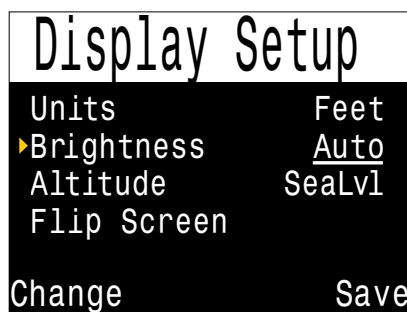 Display Setup
Units Feet
Brightness Auto
Altitude SeaLvl
Flip Screen
Change Save